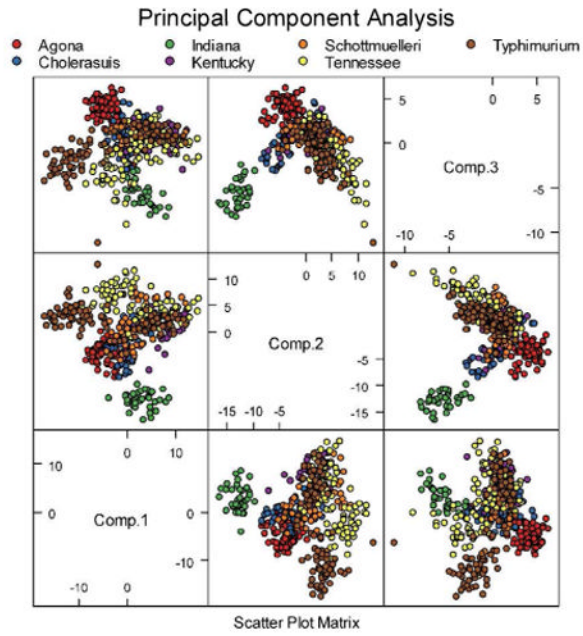 Principal Component Analysis
Agona Indiana Schottmuelleri Typhimurium
Cholerasuis Kentucky Tennessee
0 5
5
0
Comp.3
-5
-10
-10 -5
10
5
0
0 5 10
Comp.2
-15 -10 -5
-5
-10
-15
0 10
10
0
Comp.1
-10 0
0
-10
Scatter Plot Matrix